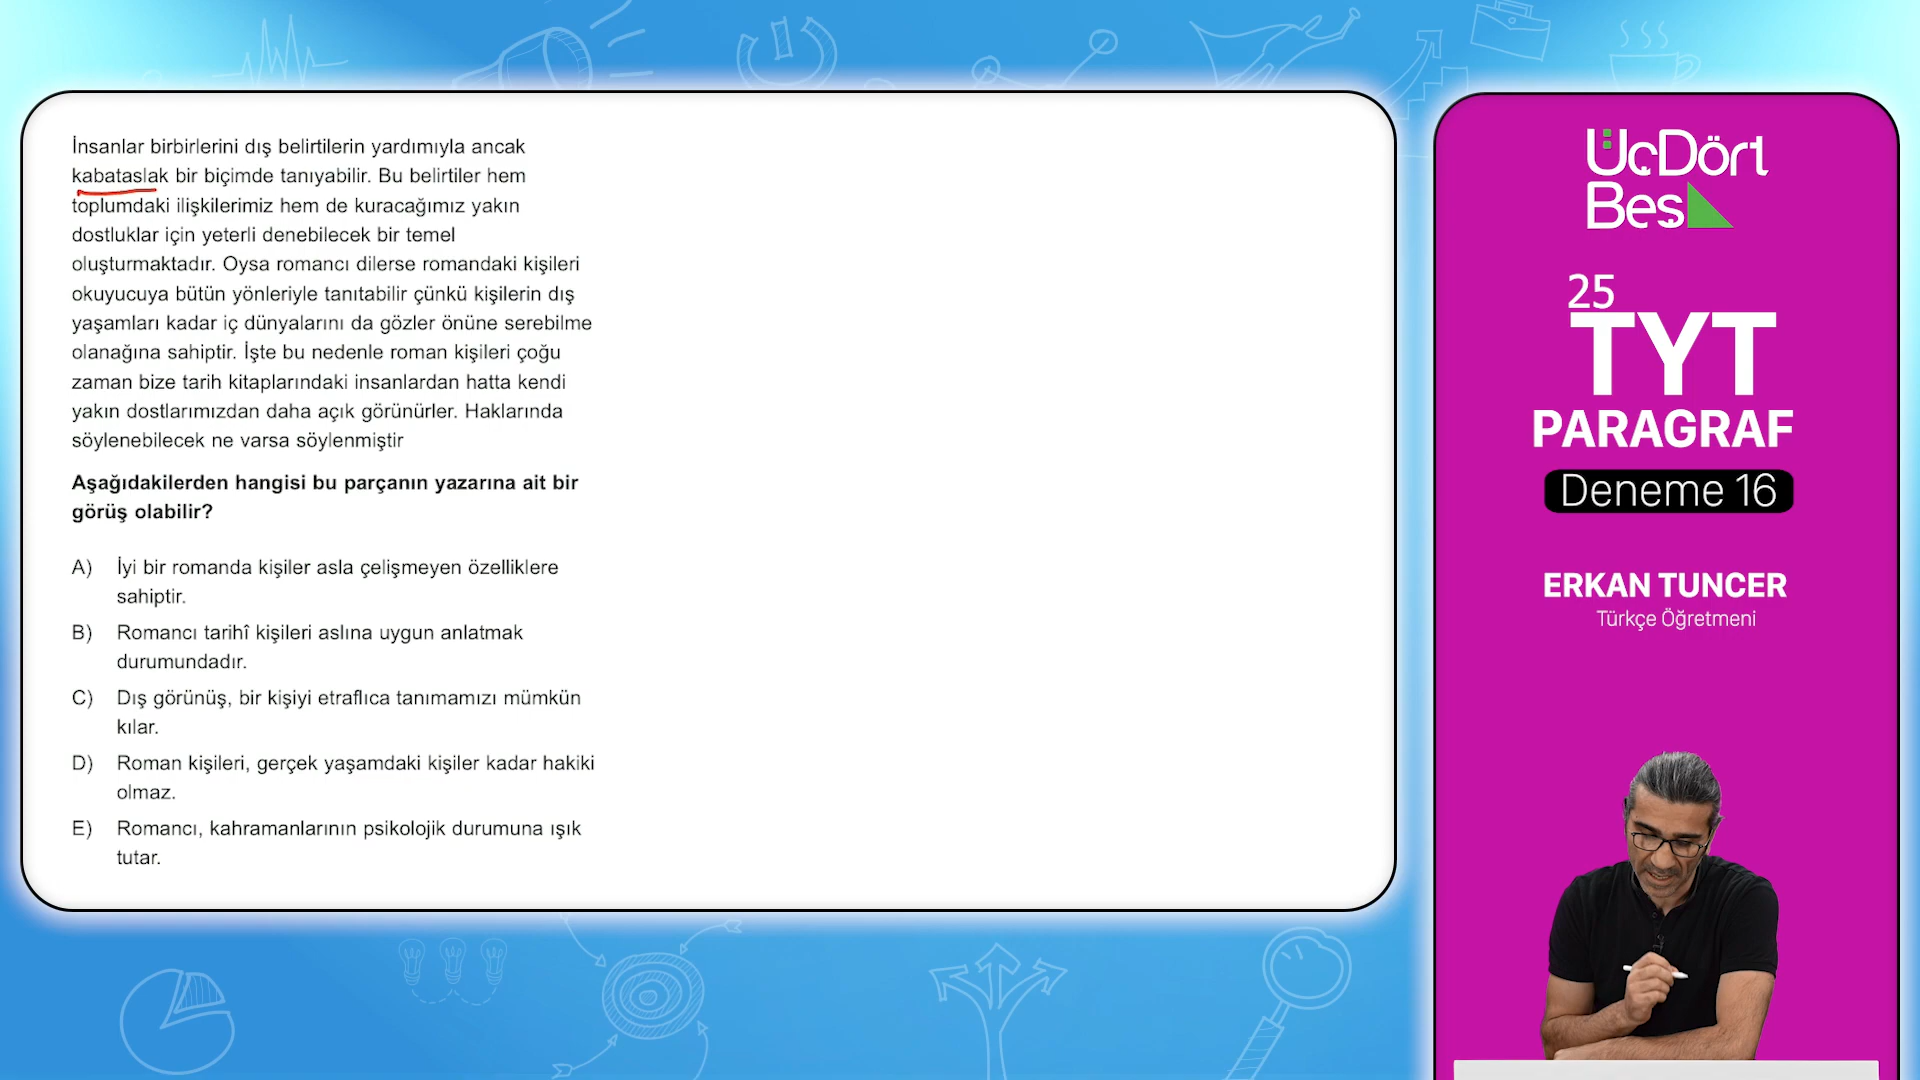 İnsanlar birbirlerini dış belirtilerin yardımıyla ancak
kabataslak bir biçimde tanıyabilir. Bu belirtiler hem
toplumdaki ilişkilerimiz hem de kuracağımız yakın
dostluklar için yeterli denebilecek bir temel
oluşturmaktadır. Oysa romancı dilerse romandaki kişileri
okuyucuya bütün yönleriyle tanıtabilir çünkü kişilerin dış
yaşamları kadar iç dünyalarını da gözler önüne serebilme
olanağına sahiptir. İşte bu nedenle roman kişileri çoğu
zaman bize tarih kitaplarındaki insanlardan hatta kendi
yakın dostlarımızdan daha açık görünürler. Haklarında
söylenebilecek ne varsa söylenmiştir
Aşağıdakilerden hangisi bu parçanın yazarına ait bir
görüş olabilir?
A) İyi bir romanda kişiler asla çelişmeyen özelliklere
sahiptir.
B) Romancı tarihî kişileri aslına uygun anlatmak
durumundadır.
C) Dış görünüş, bir kişiyi etraflıca tanımamızı mümkün
kılar.
D) Roman kişileri, gerçek yaşamdaki kişiler kadar hakiki
olmaz.
E) Romancı, kahramanlarının psikolojik durumuna ışık
tutar.
ÜçDört
Beş
25
TYT
PARAGRAF
Deneme 16
ERKAN TUNCER
Türkçe Öğretmeni